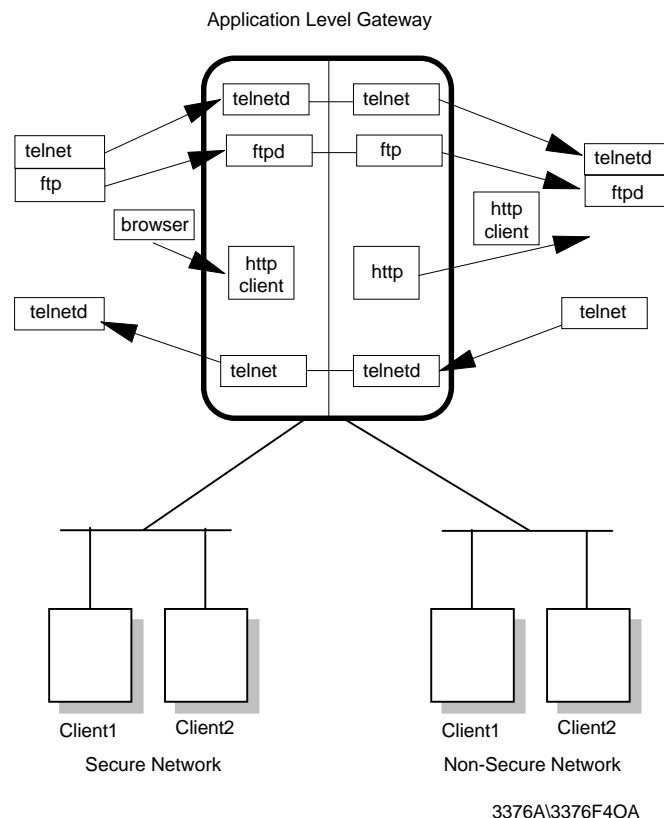 Application Level Gateway
telnetd
telnet
telnet
ftp
ftpd
ftp
telnetd
ftpd
browser
http
client
http
client
http
telnetd
telnet
telnet
telnetd
Client1
Client2
Client1
Client2
Secure Network
Non-Secure Network
3376A\3376F4OA